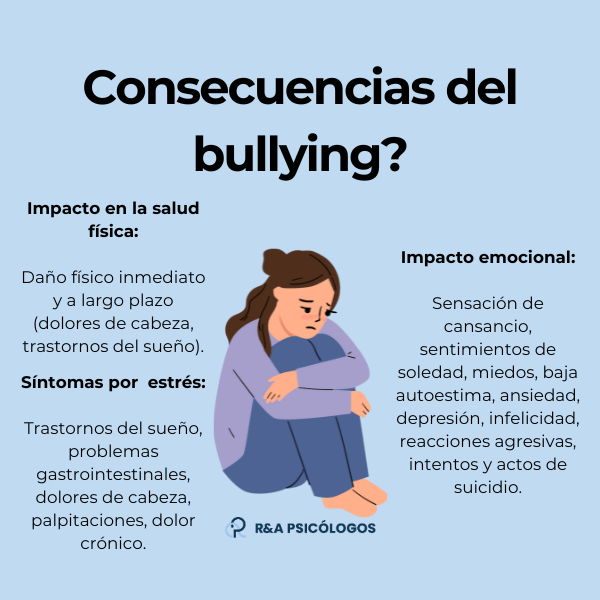 Consecuencias del
bullying?
Impacto en la salud
física:
Daño físico inmediato
y a largo plazo
(dolores de cabeza,
trastornos del sueño).
Síntomas por  estrés:
Trastornos del sueño,
problemas
gastrointestinales,
dolores de cabeza,
palpitaciones, dolor
crónico.
Impacto emocional:
Sensación de
cansancio,
sentimientos de
soledad, miedos, baja
autoestima, ansiedad,
depresión, infelicidad,
reacciones agresivas,
intentos y actos de
suicidio.
R&A PSICÓLOGOS